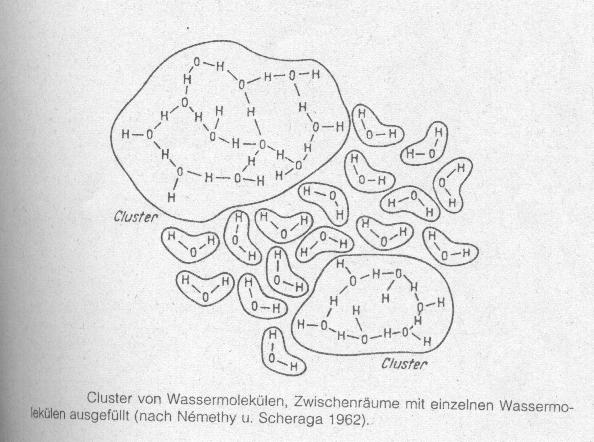 Cluster
Cluster
Cluster von Wassermolekülen, Zwischenräume mit einzelnen Wassermo-
lekülen ausgefüllt (nach Némethy u. Scheraga 1962).